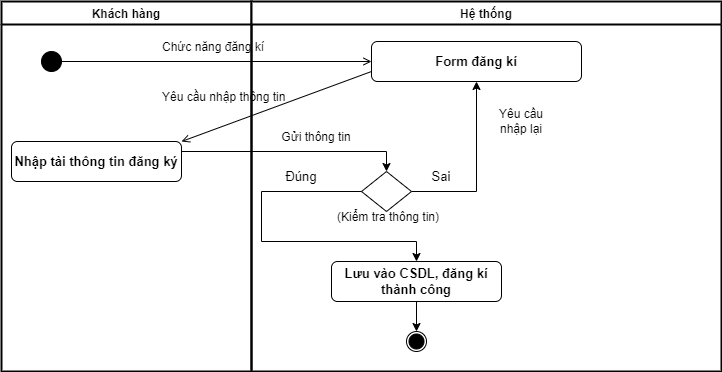 Khách hàng
Hệ thống
Chức năng đăng kí
Form đăng kí
Yêu cầu nhập thông tin
Yêu cầu
nhập lại
Gửi thông tin
Nhập tài thông tin đăng ký
Đúng
Sai
(Kiểm tra thông tin)
Lưu vào CSDL, đăng kí
thành công